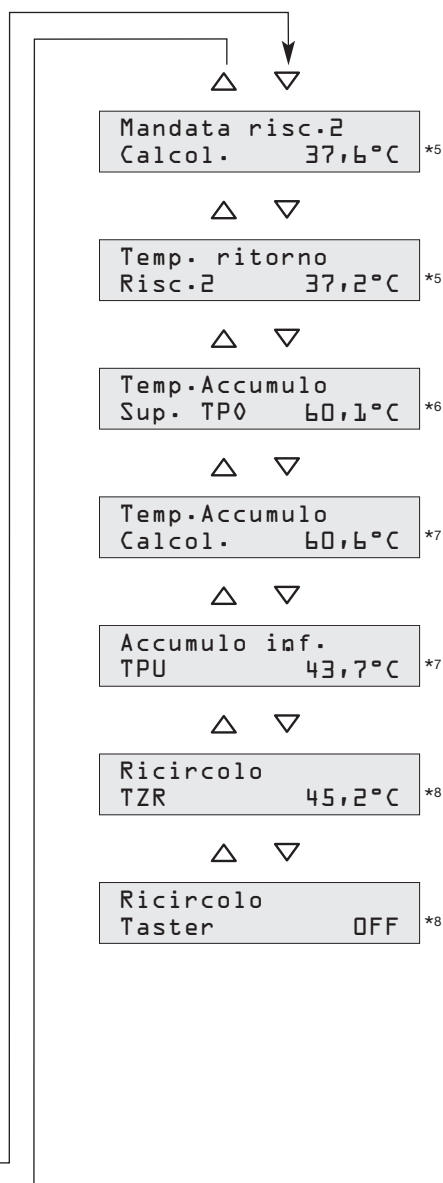 Mandata risc.2
Calcol. 37,6°C *5
Temp. ritorno
Risc.2 37,2°C *5
Temp.Accumulo
Sup. TPO 60,1°C *6
Temp.Accumulo
Calcol. 60,6°C *7
Accumulo inf.
TPU 43,7°C *7
Ricircolo
TZR 45,2°C *8
Ricircolo
Taster OFF *8